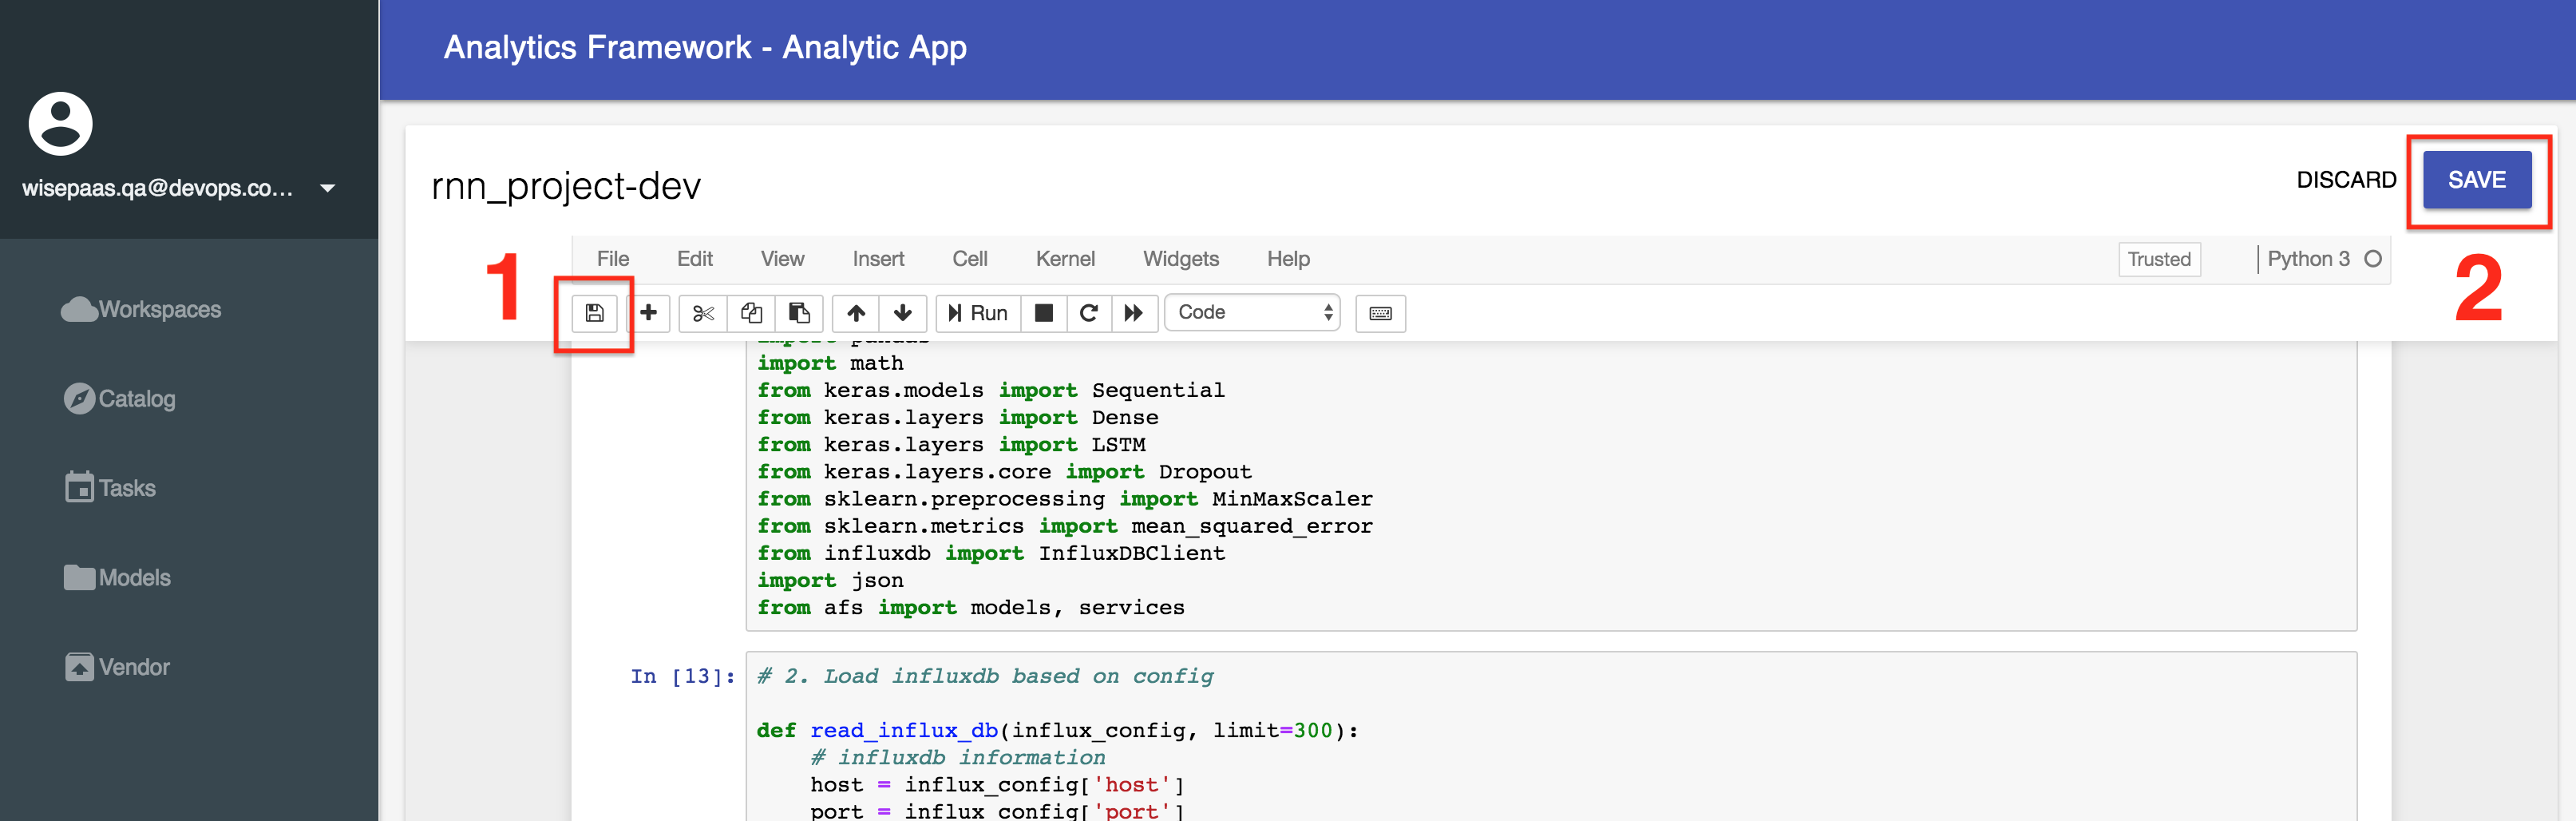 Analytics Framework - Analytic App
wisepaas.qa@devops.co...
Workspaces
Catalog
Tasks
Models
Vendor
rnn_project-dev
DISCARD
SAVE
1
2
File Edit View Insert Cell Kernel Widgets Help
Trusted
Python 3
Run
Code
import
import math
from keras.models import Sequential
from keras.layers import Dense
from keras.layers import LSTM
from keras.layers.core import Dropout
from sklearn.preprocessing import MinMaxScaler
from sklearn.metrics import mean_squared_error
from influxdb import InfluxDBClient
import json
from afs import models, services
In [13]:
# 2. Load influxdb based on config
def read_influx_db(influx_config, limit=300):
# influxdb information
host = influx_config['host']
port = influx_config['port']